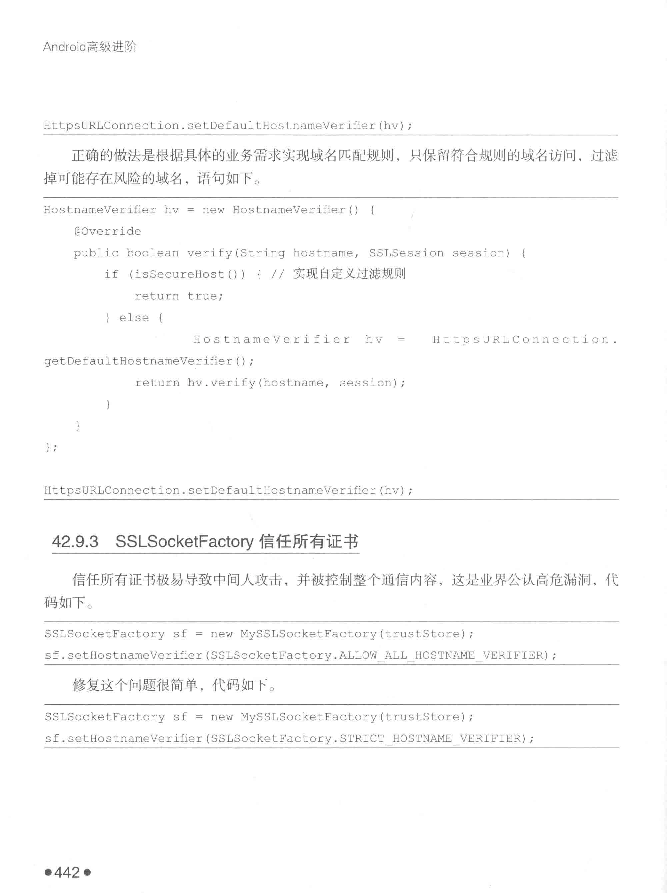 Android高级进阶
HttpsURLConnection.setDefaultHostnameVerifier(hv);
正确的做法是根据具体的业务需求实现域名匹配规则，只保留符合规则的域名访问，过滤
掉可能存在风险的域名，语句如下。
HostnameVerifier hv = new HostnameVerifier() {
@Override
public boolean verify(String hostname, SSLSession session) {
if (isSecureHost()) { // 实现自定义过滤规则
return true;
} else {
HostnameVerifier hv = HttpsURLConnection.
getDefaultHostnameVerifier();
return hv.verify(hostname, session);
}
}
};
HttpsURLConnection.setDefaultHostnameVerifier(hv);
42.9.3 SSLSocketFactory 信任所有证书
信任所有证书极易导致中间人攻击，并被控制整个通信内容，这是业界公认高危漏洞，代
码如下。
SSLSocketFactory sf = new MySSLSocketFactory(trustStore);
sf.setHostnameVerifier(SSLSocketFactory.ALLOW_ALL_HOSTNAME_VERIFIER);
修复这个问题很简单，代码如下。
SSLSocketFactory sf = new MySSLSocketFactory(trustStore);
sf.setHostnameVerifier(SSLSocketFactory.STRICT_HOSTNAME_VERIFIER);
●442●